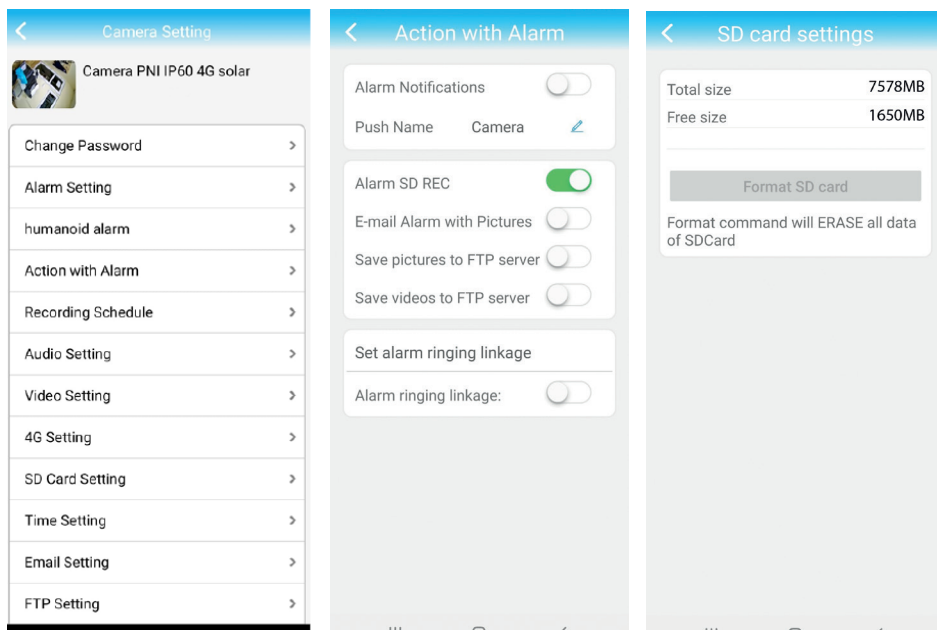 Camera Setting
Camera PNI IP60 4G solar
Change Password
Alarm Setting
humanoid alarm
Action with Alarm
Recording Schedule
Audio Setting
Video Setting
4G Setting
SD Card Setting
Time Setting
Email Setting
FTP Setting
Action with Alarm
Alarm Notifications
Push Name Camera
Alarm SD REC
E-mail Alarm with Pictures
Save pictures to FTP server
Save videos to FTP server
Set alarm ringing linkage
Alarm ringing linkage:
SD card settings
Total size 7578MB
Free size 1650MB
Format SD card
Format command will ERASE all data
of SDCard